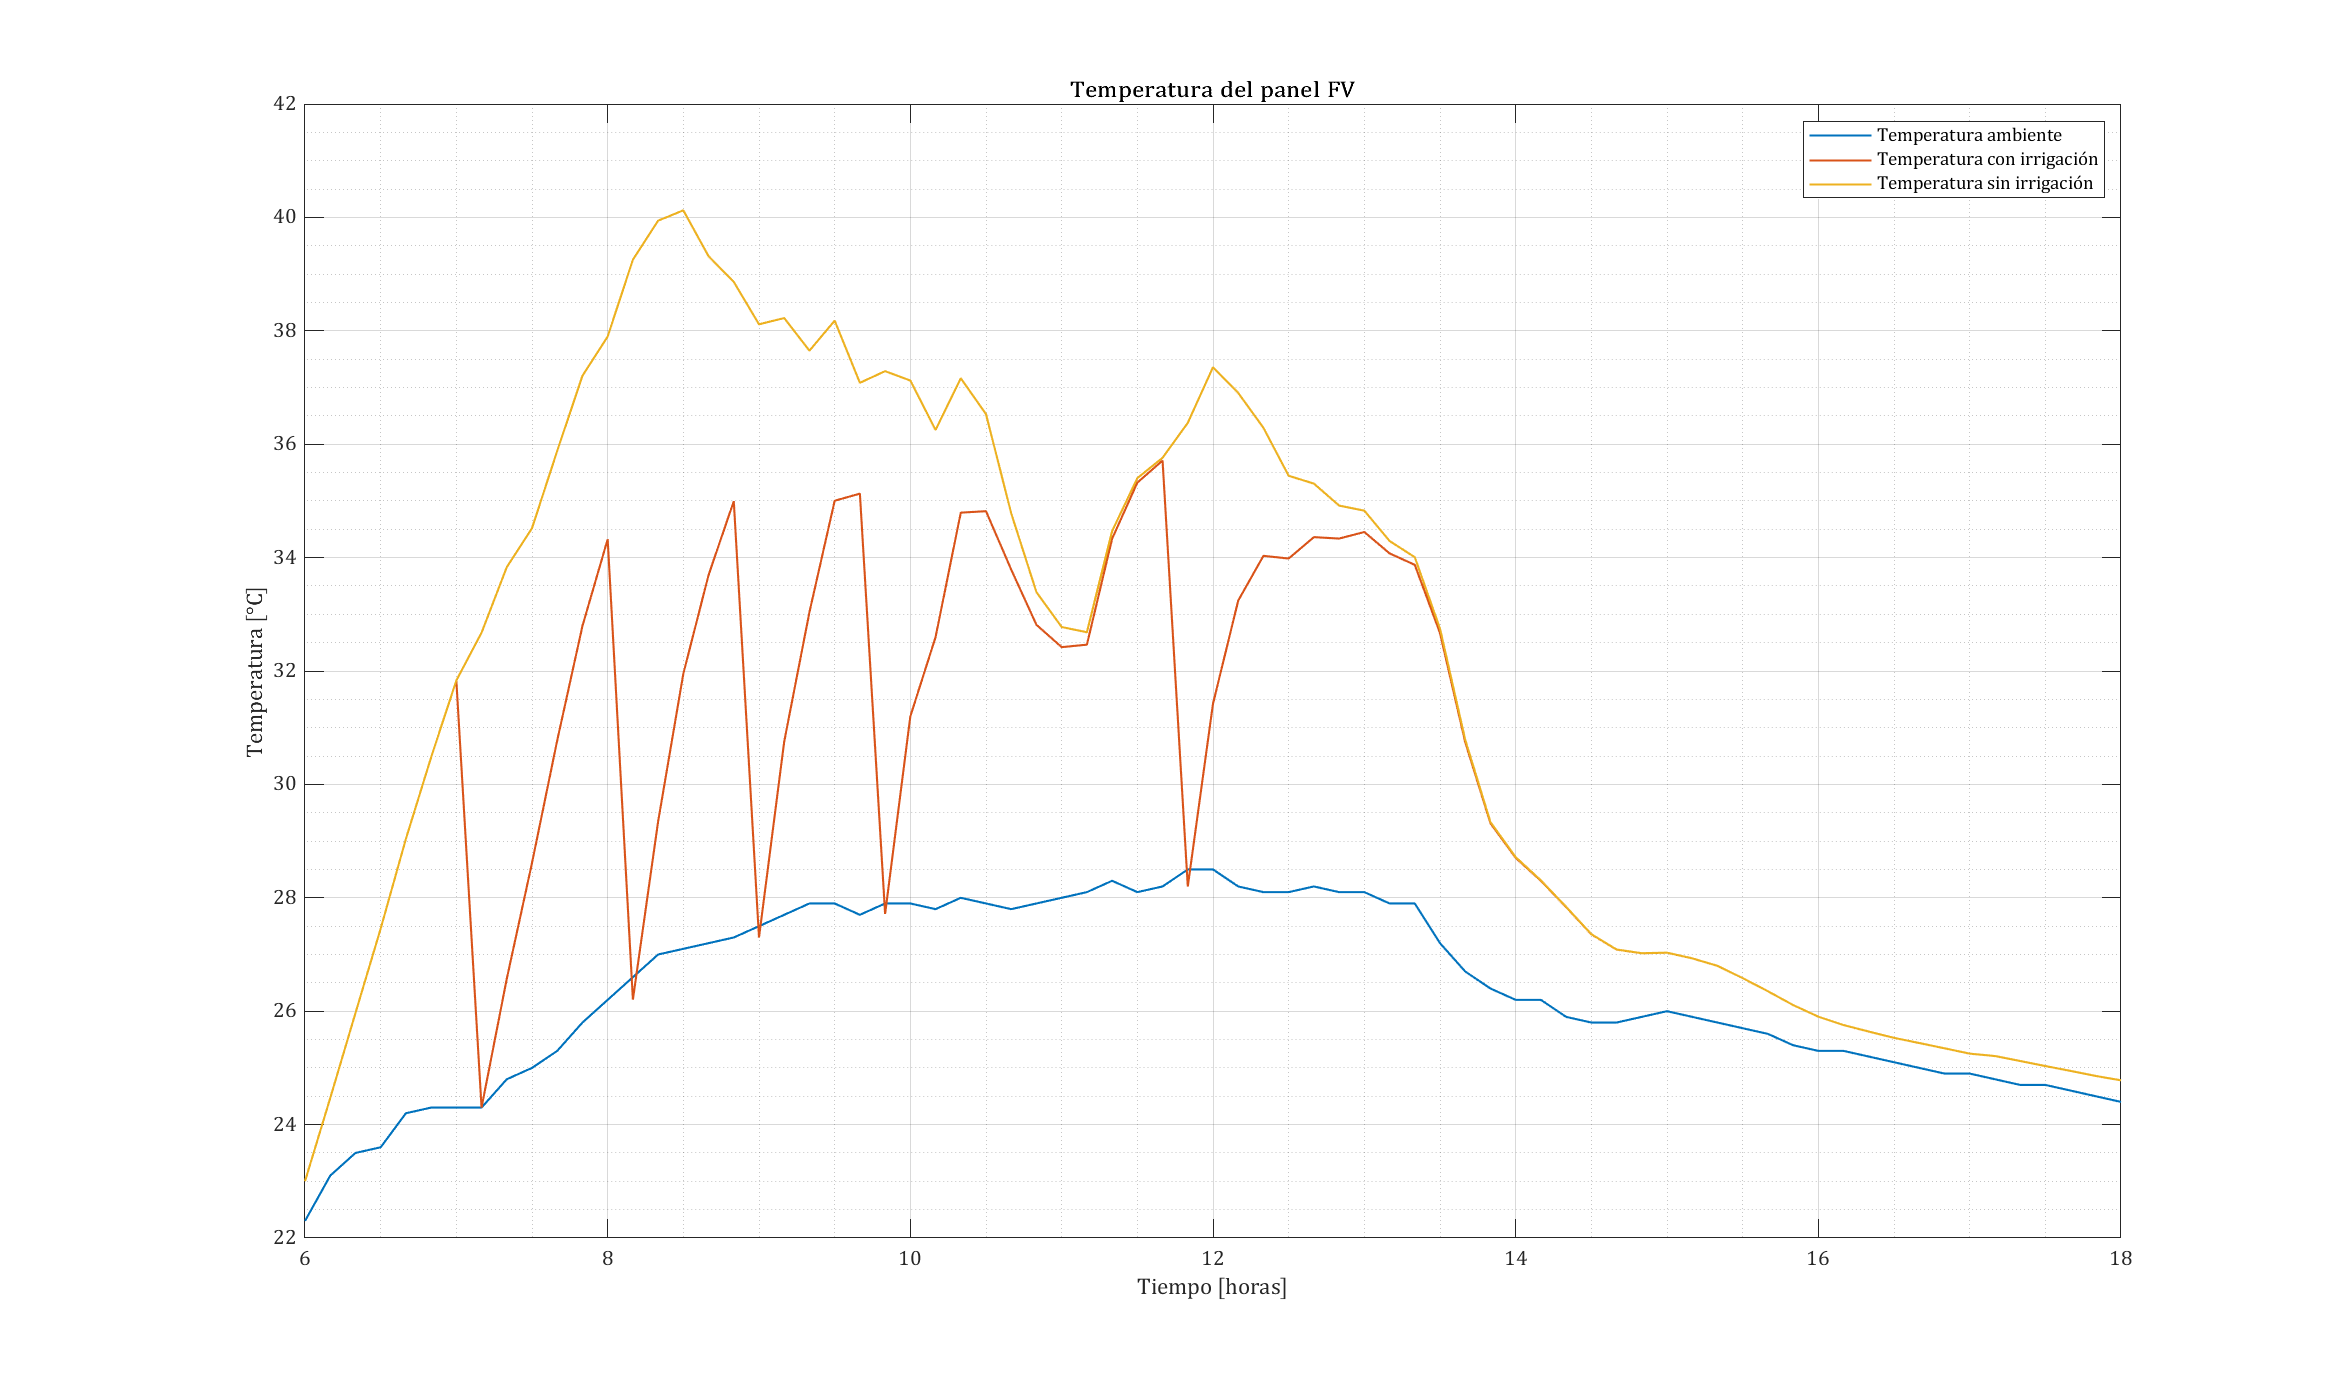 Temperatura del panel FV
42
40
38
36
34
32
30
28
26
24
22
Temperatura [°C]
Temperatura ambiente
Temperatura con irrigación
Temperatura sin irrigación
6 8 10 12 14 16 18
Tiempo [horas]